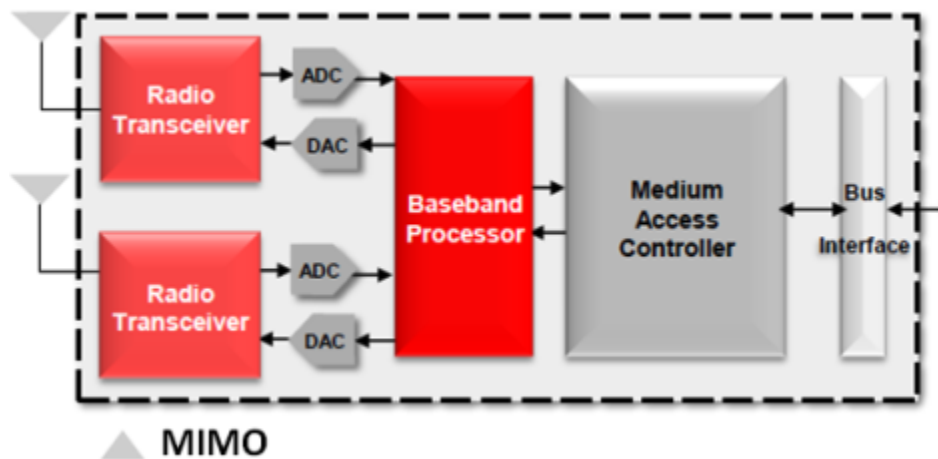 Radio
Transceiver
ADC
DAC
Radio
Transceiver
ADC
DAC
Baseband
Processor
Medium
Access
Controller
Bus
Interface
MIMO